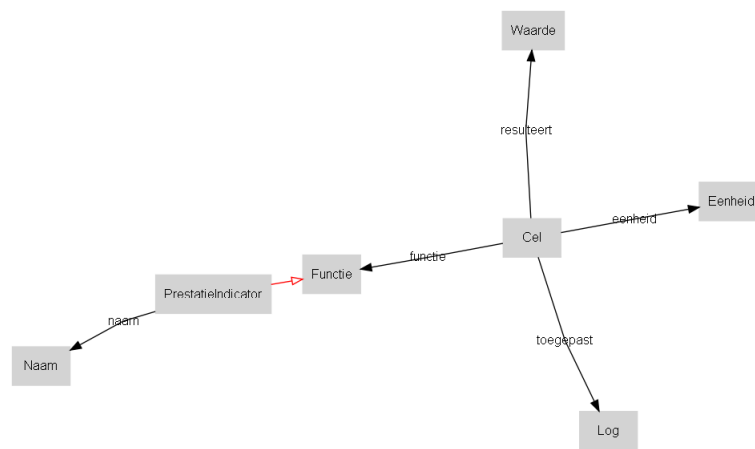 Waarde
resulteert
Eenheid
eenheid
Cel
functie
Functie
PrestatieIndicator
naam
toegepast
Naam
Log